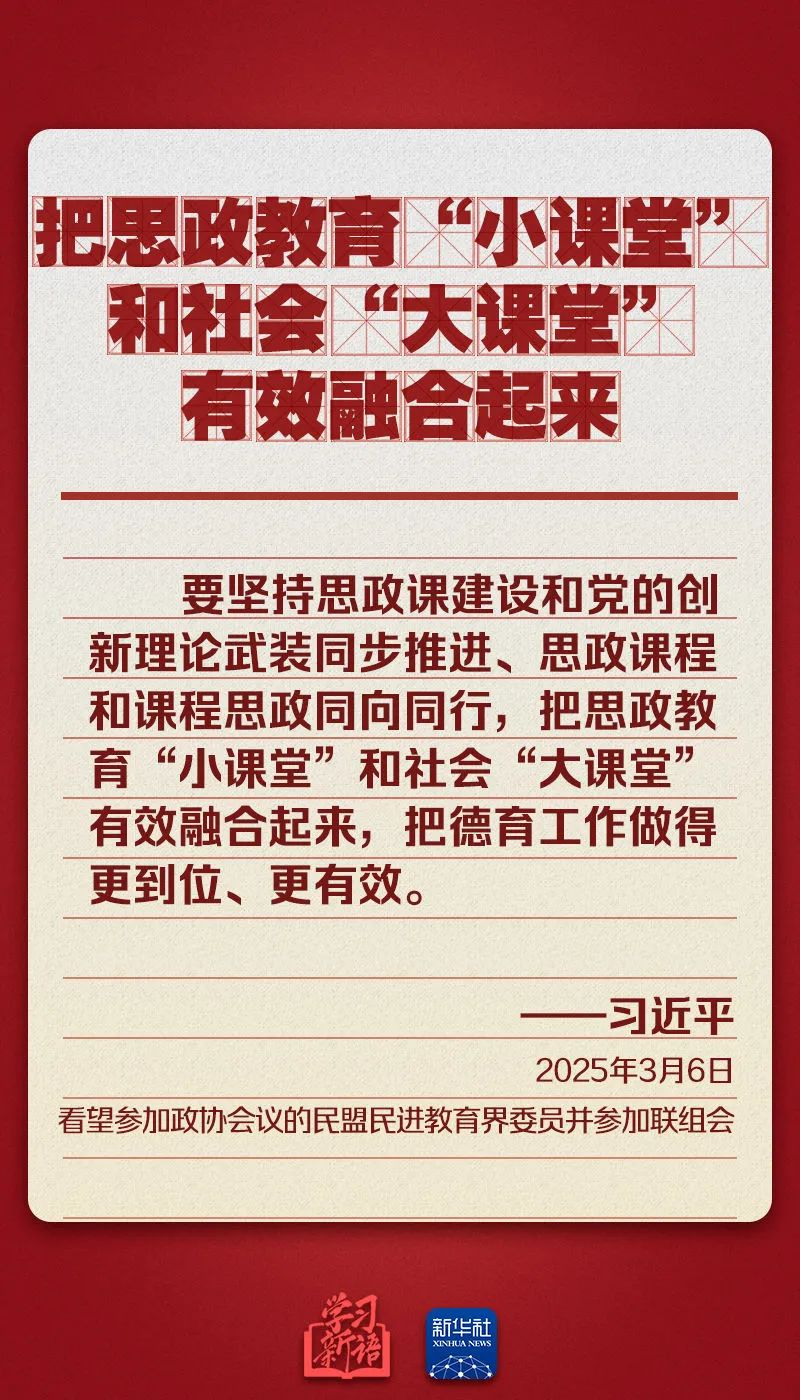 把思政教育“小课堂”
和社会“大课堂”
有效融合起来
要坚持思政课建设和党的创
新理论武装同步推进、思政课程
和课程思政同向同行，把思政教
育“小课堂”和社会“大课堂”
有效融合起来，把德育工作做得
更到位、更有效。
——习近平
2025年3月6日
看望参加政协会议的民盟民进教育界委员并参加联组会
学习
新语
新华社
XINHUA NEWS